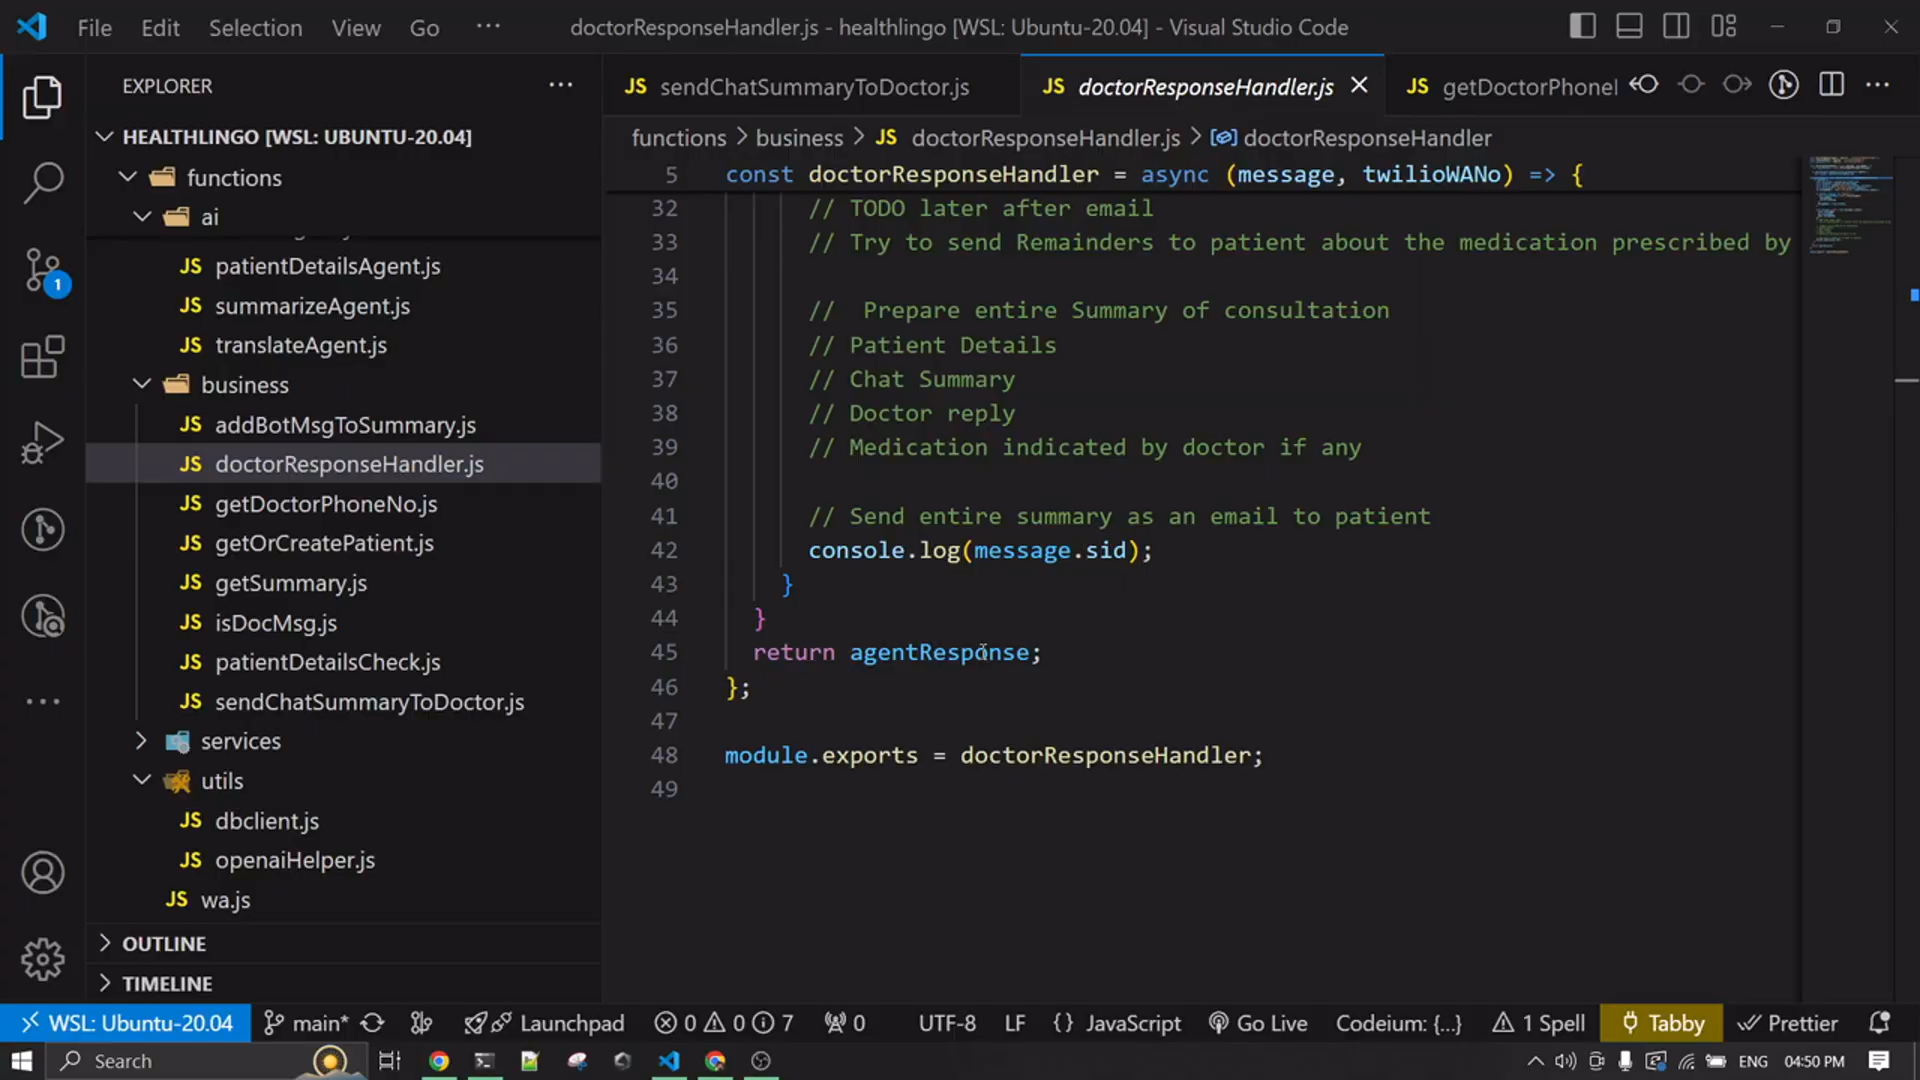 File Edit Selection View Go ··· doctorResponseHandler.js - healthlingo [WSL: Ubuntu-20.04] - Visual Studio Code
EXPLORER
HEALTHLINGO [WSL: UBUNTU-20.04]
functions
ai
JS patientDetailsAgent.js
JS summarizeAgent.js
JS translateAgent.js
business
JS addBotMsgToSummary.js
JS doctorResponseHandler.js
JS getDoctorPhoneNo.js
JS getOrCreatePatient.js
JS getSummary.js
JS isDocMsg.js
JS patientDetailsCheck.js
JS sendChatSummaryToDoctor.js
services
utils
JS dbclient.js
JS openaiHelper.js
JS wa.js
OUTLINE
TIMELINE
1
JS sendChatSummaryToDoctor.js JS doctorResponseHandler.js JS getDoctorPhoneI
functions > business > JS doctorResponseHandler.js > doctorResponseHandler
5 const doctorResponseHandler = async (message, twilioWANo) => {
32 // TODO later after email
33 // Try to send Remainders to patient about the medication prescribed by
34
35 //  Prepare entire Summary of consultation
36 // Patient Details
37 // Chat Summary
38 // Doctor reply
39 // Medication indicated by doctor if any
40
41 // Send entire summary as an email to patient
42 console.log(message.sid);
43 }
44 }
45 return agentResponse;
46 };
47
48 module.exports = doctorResponseHandler;
49
WSL: Ubuntu-20.04 main* Launchpad 0 0 7 0 UTF-8 LF {} JavaScript Go Live Codeium: {...} 1 Spell Tabby Prettier
Search ENG 04:50 PM